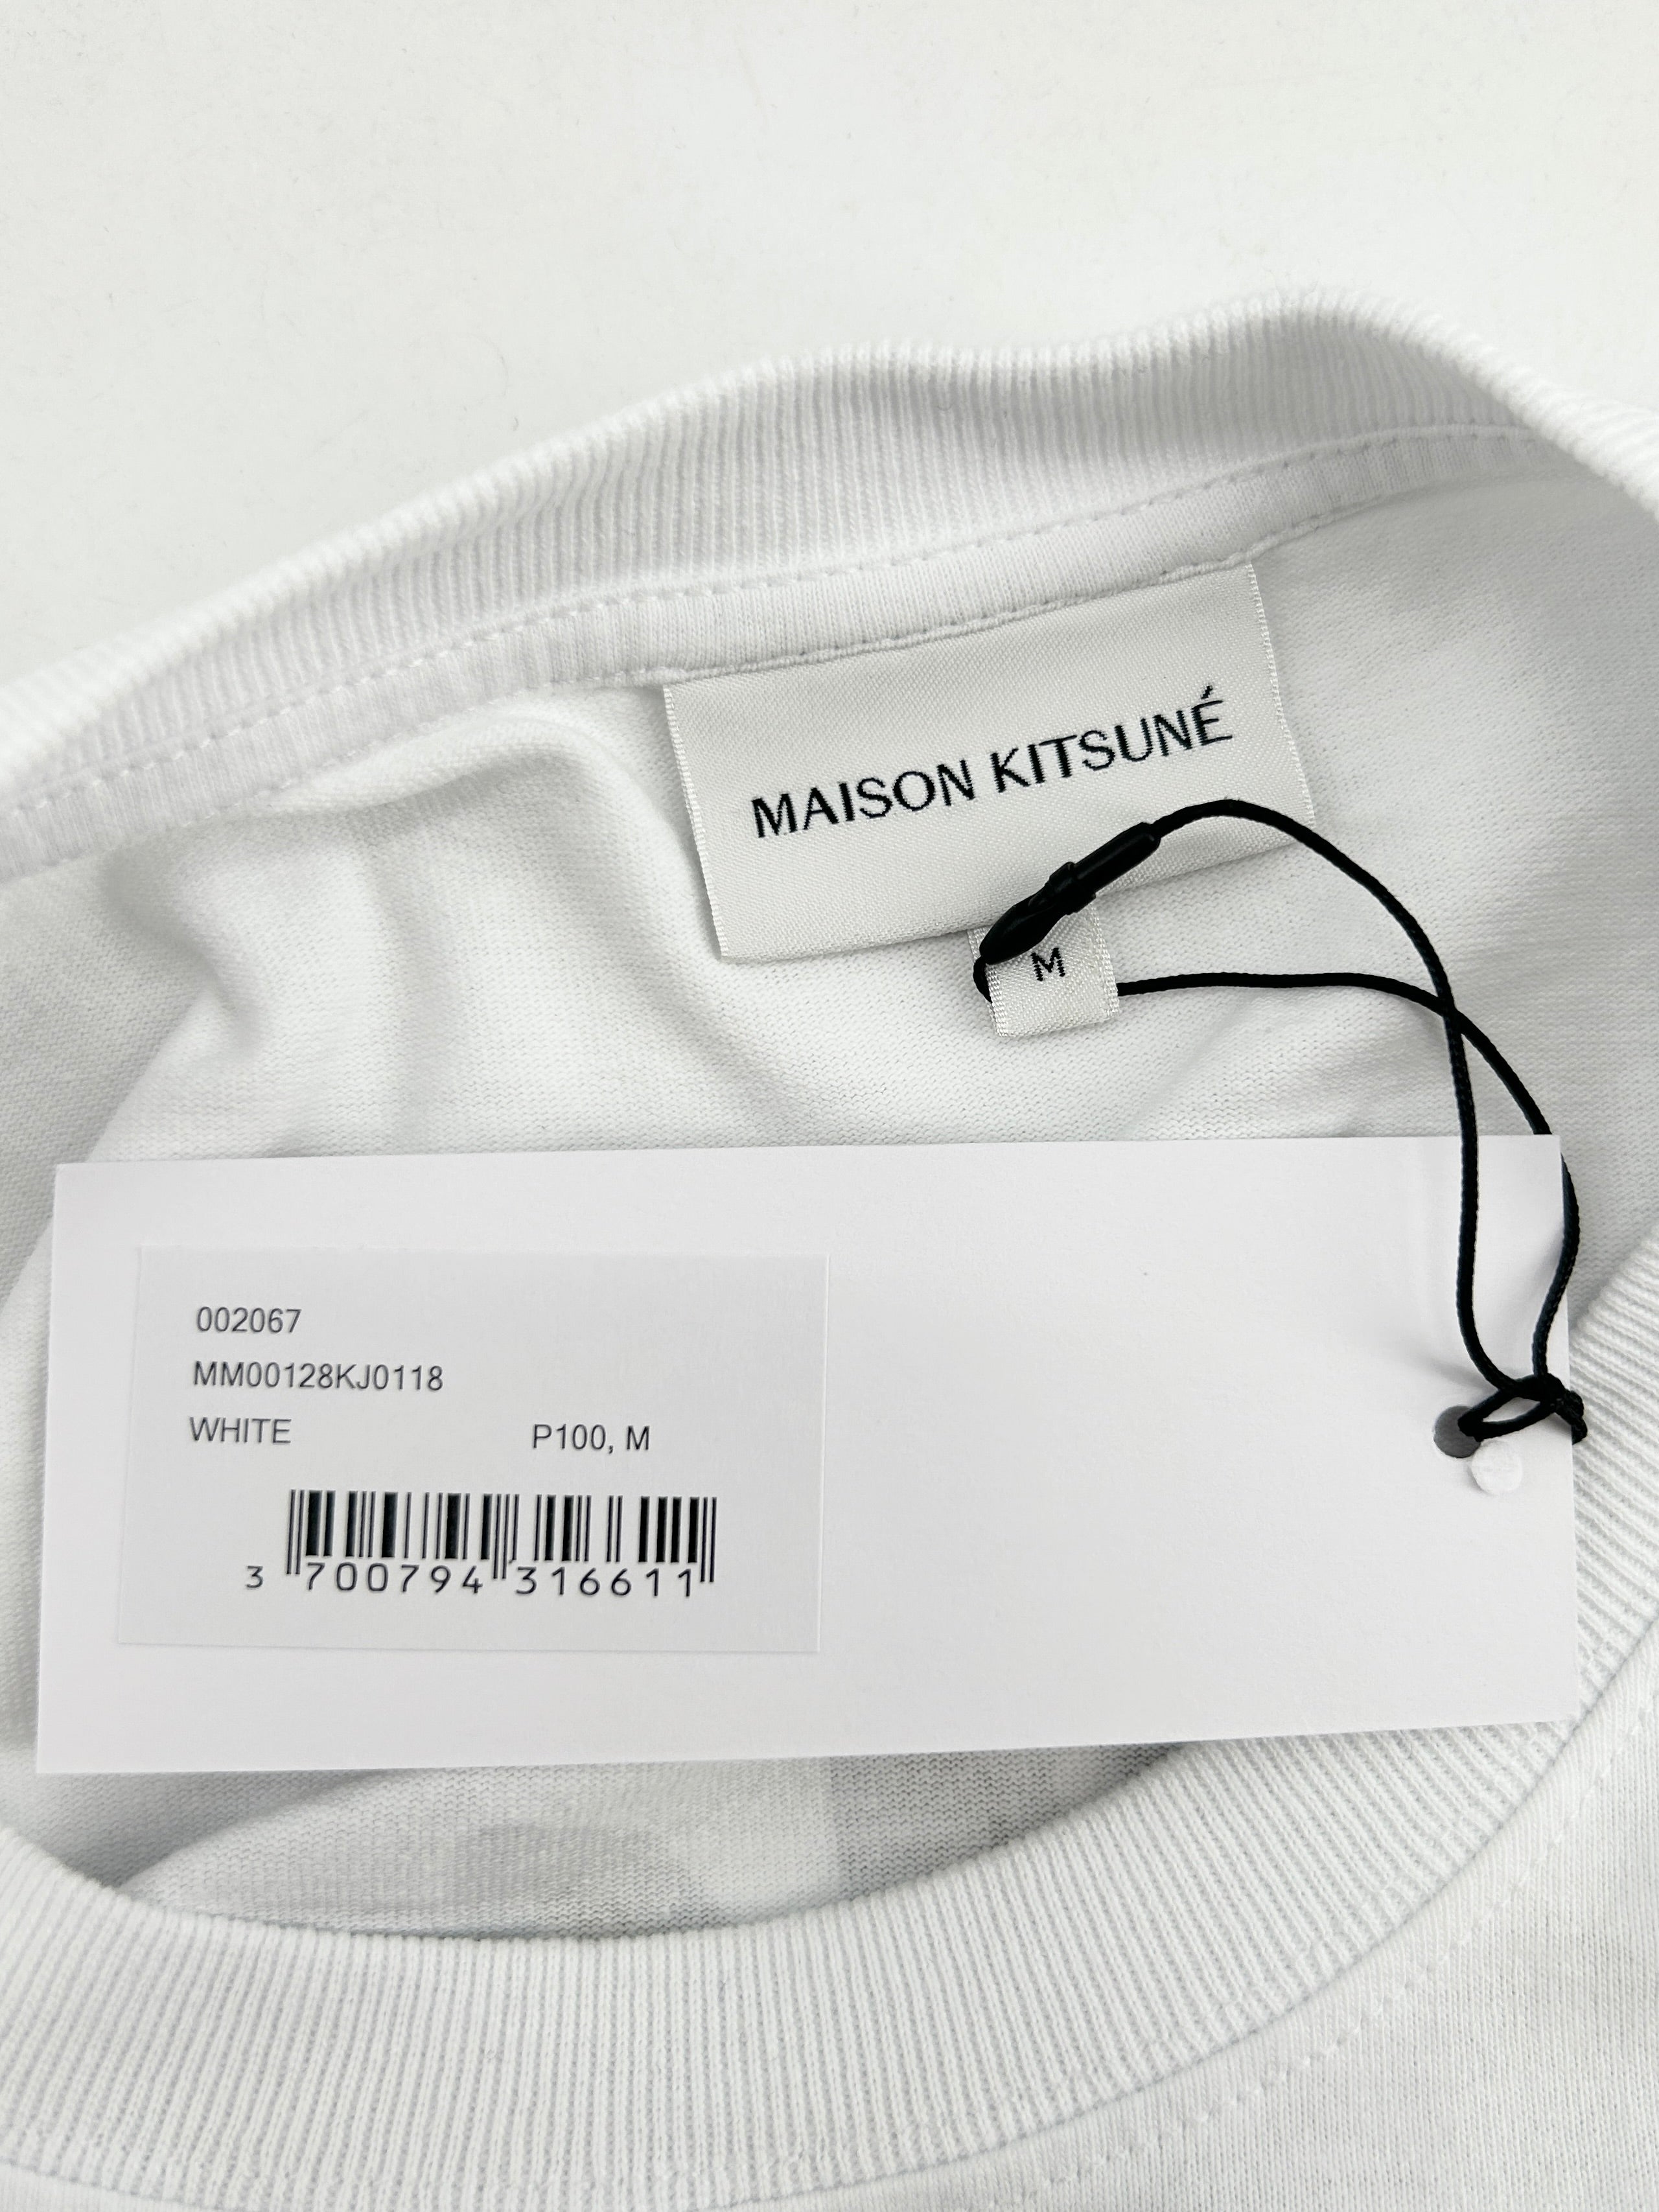 MAISON KITSUNÉ
M
002067
MM00128KJ0118
WHITE P100, M
3 700794 316611